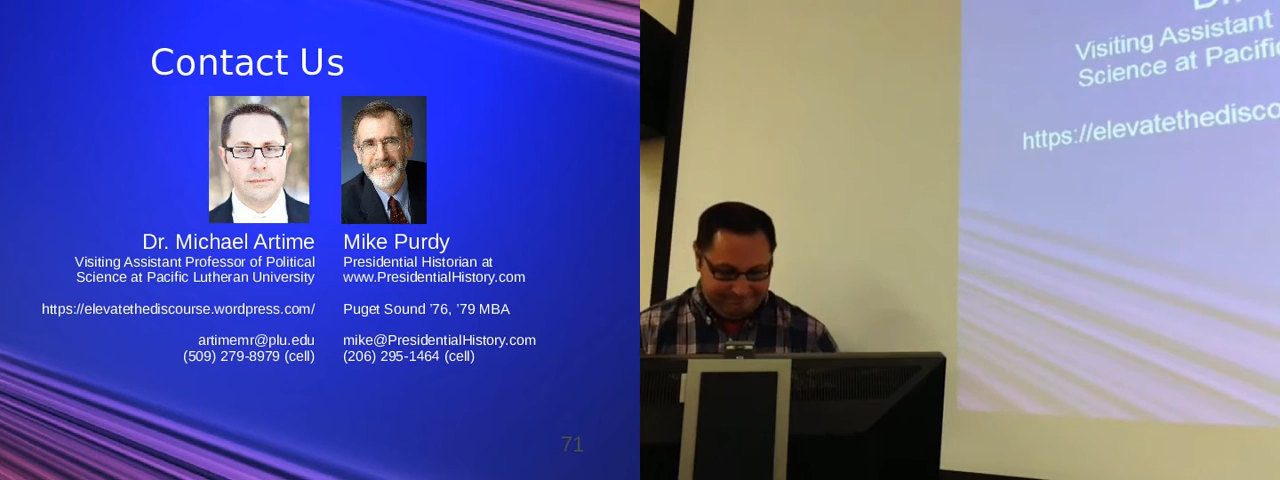 Contact Us
Dr. Michael Artime
Visiting Assistant Professor of Political
Science at Pacific Lutheran University
https://elevatethediscourse.wordpress.com/
artimemr@plu.edu
(509) 279-8979 (cell)
Mike Purdy
Presidential Historian at
www.PresidentialHistory.com
Puget Sound ’76, ’79 MBA
mike@PresidentialHistory.com
(206) 295-1464 (cell)
71
Visiting Assistant
Science at Pacific
https://elevatethedisco